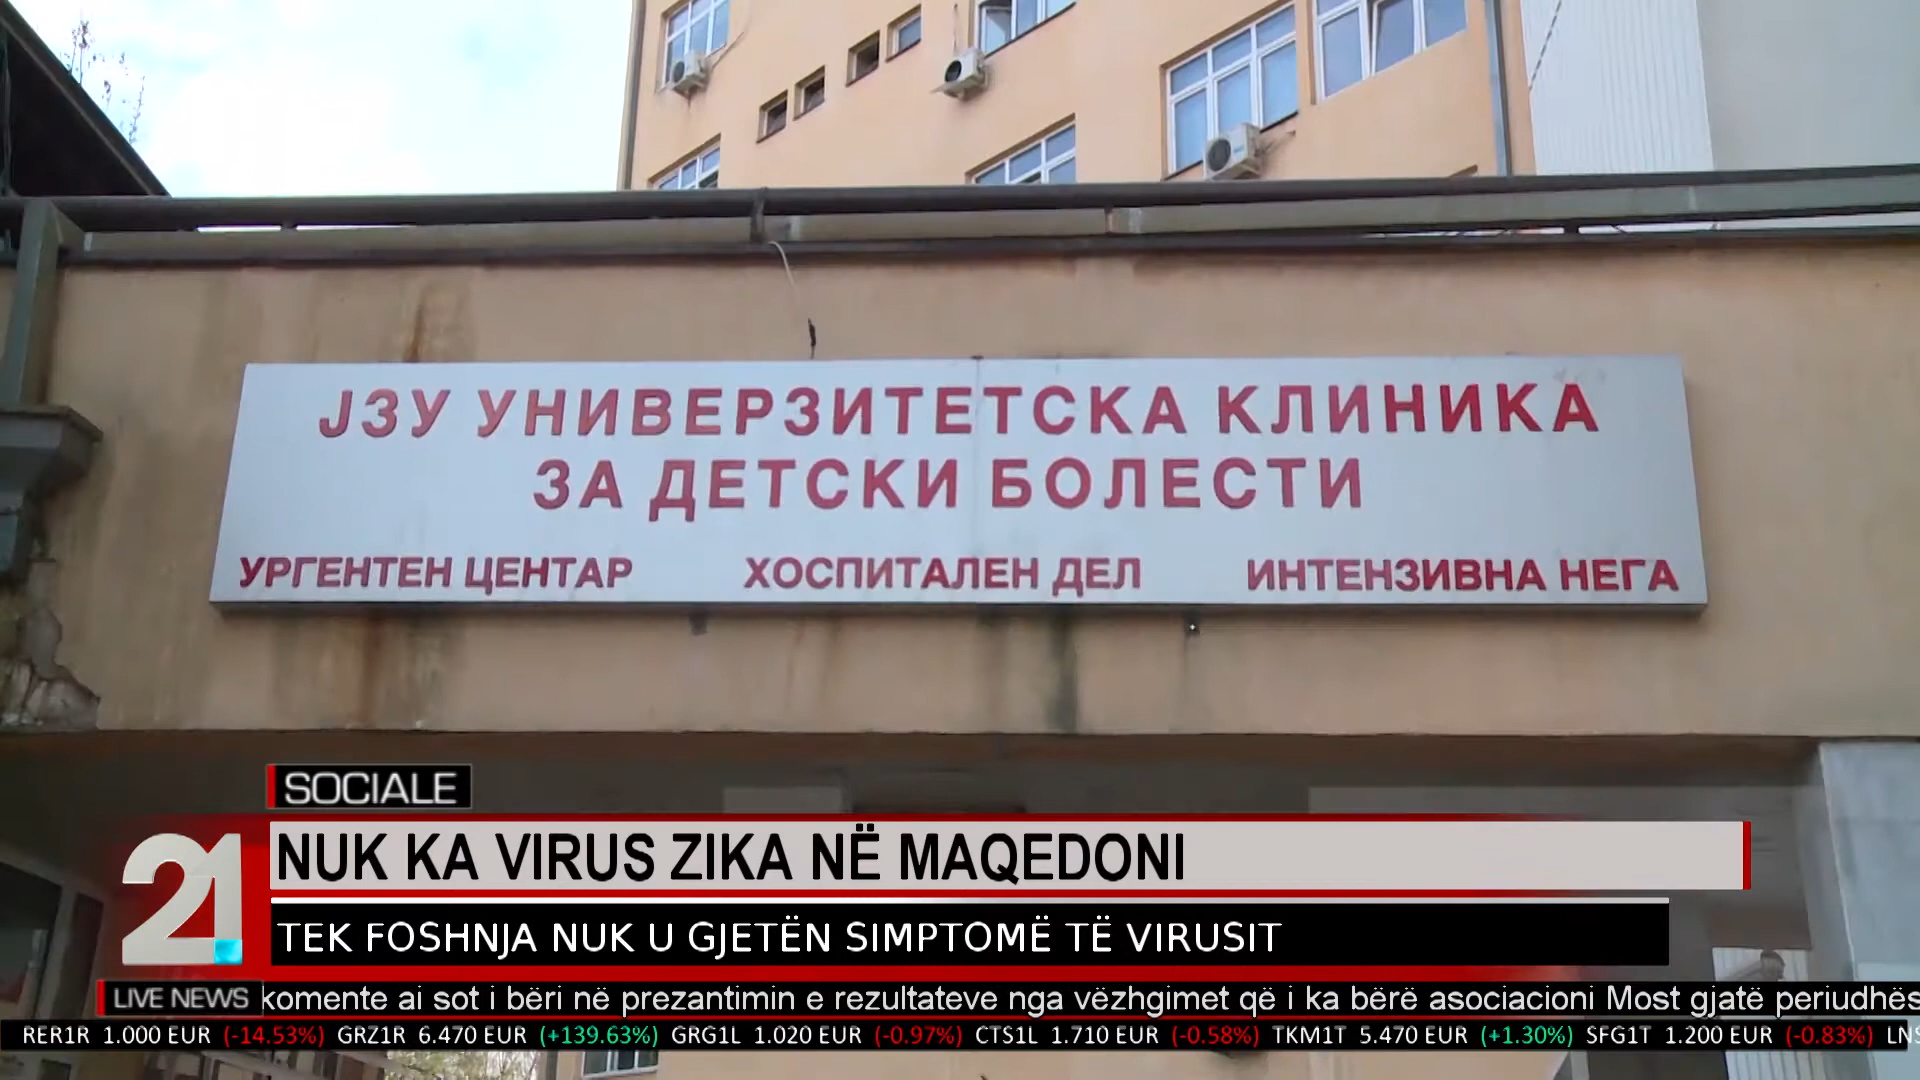 ЈЗУ УНИВЕРЗИТЕТСКА КЛИНИКА
ЗА ДЕТСКИ БОЛЕСТИ
УРГЕНТЕН ЦЕНТАР ХОСПИТАЛЕН ДЕЛ ИНТЕНЗИВНА НЕГА
SOCIALE
21
NUK KA VIRUS ZIKA NË MAQEDONI
TEK FOSHNJA NUK U GJETËN SIMPTOMË TË VIRUSIT
LIVE NEWS komente ai sot i bëri në prezantimin e rezultateve nga vëzhgimet që i ka bërë asociacioni Most gjatë periudhës
RER1R 1.000 EUR (-14.53%) GRZ1R 6.470 EUR (+139.63%) GRG1L 1.020 EUR (-0.97%) CTS1L 1.710 EUR (-0.58%) TKM1T 5.470 EUR (+1.30%) SFG1T 1.200 EUR (-0.83%) LNS